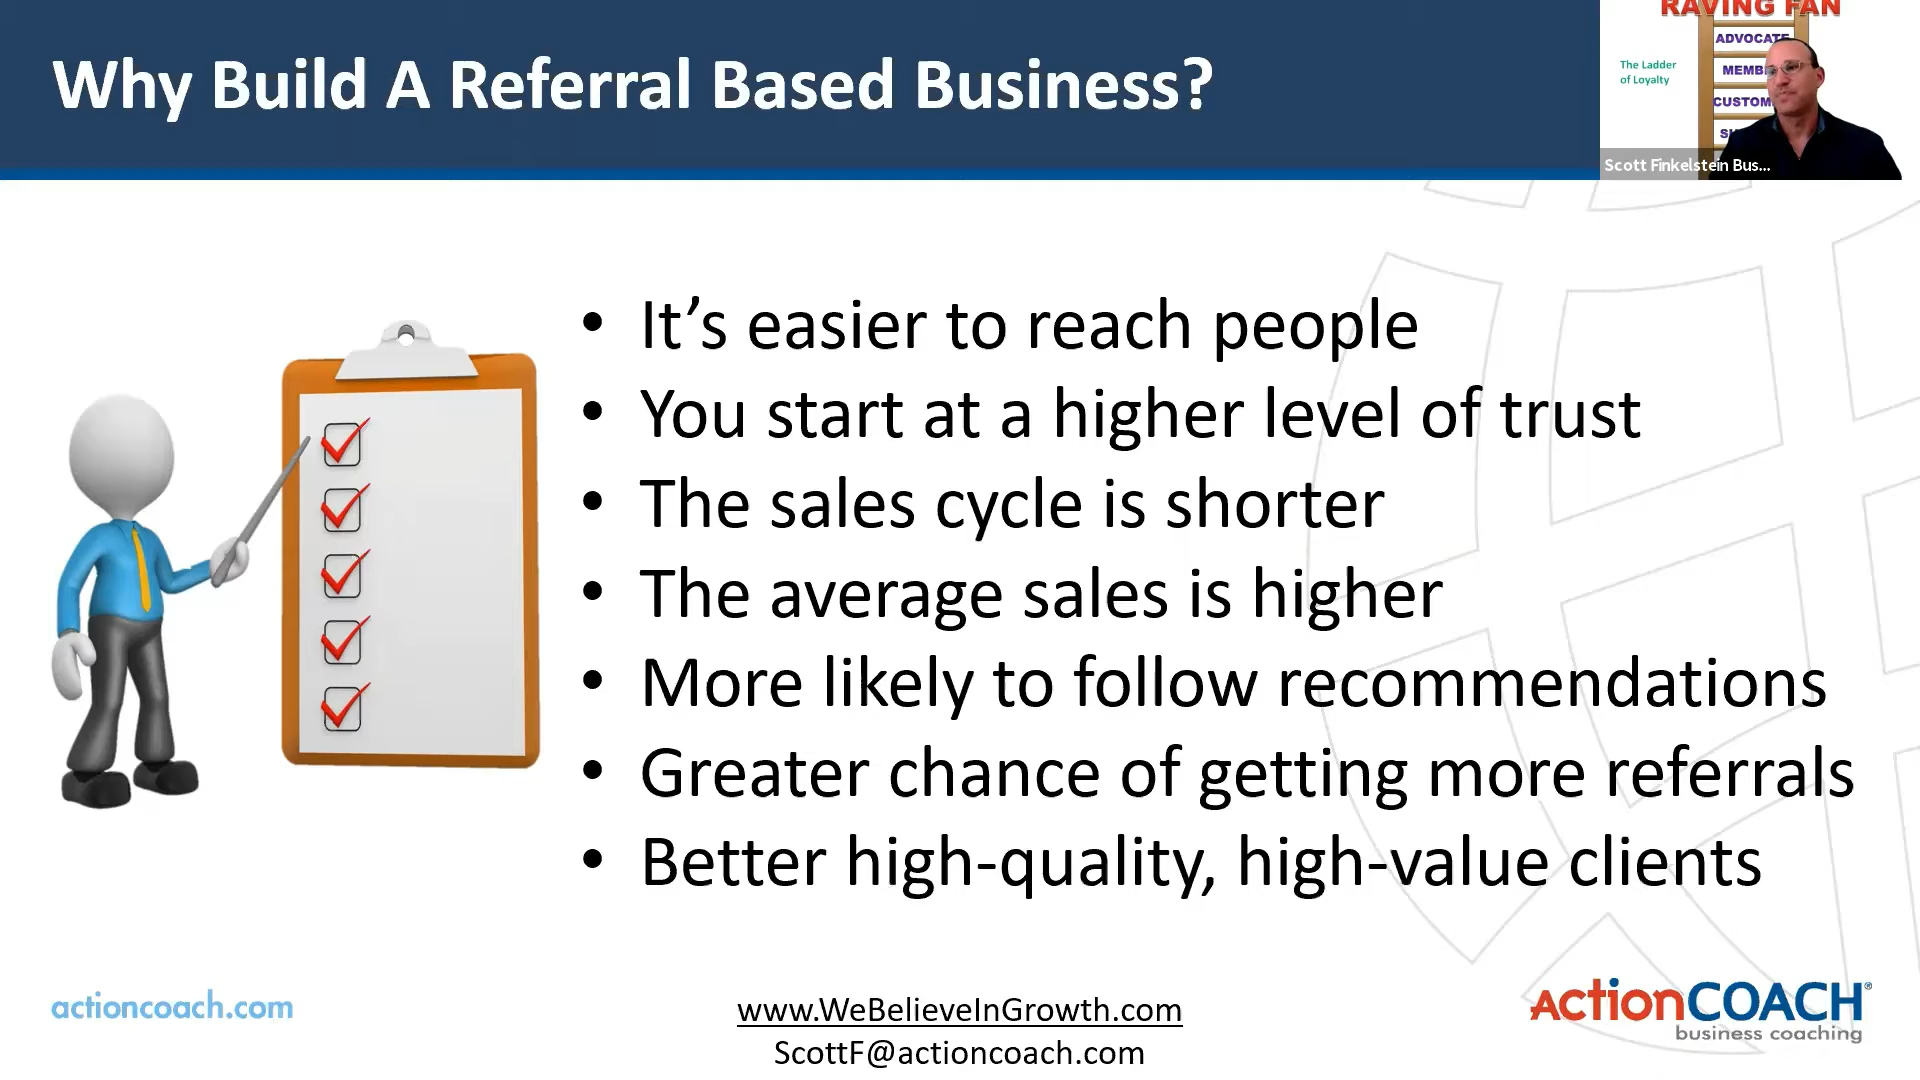 Why Build A Referral Based Business?
RAVING FAN
ADVOCATE
The Ladder
of Loyalty
Scott Finkelstein Bus...
• It’s easier to reach people
• You start at a higher level of trust
• The sales cycle is shorter
• The average sales is higher
• More likely to follow recommendations
• Greater chance of getting more referrals
• Better high-quality, high-value clients
actioncoach.com
www.WeBelieveInGrowth.com
ScottF@actioncoach.com
ActionCOACH®
business coaching